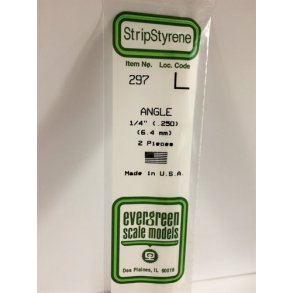 StripStyrene
Item No. Loc. Code
297 L
ANGLE
1/4" (.250)
(6.4 mm)
2 Pieces
Made in U.S.A.
evergreen
scale models
Des Plaines, IL 60018